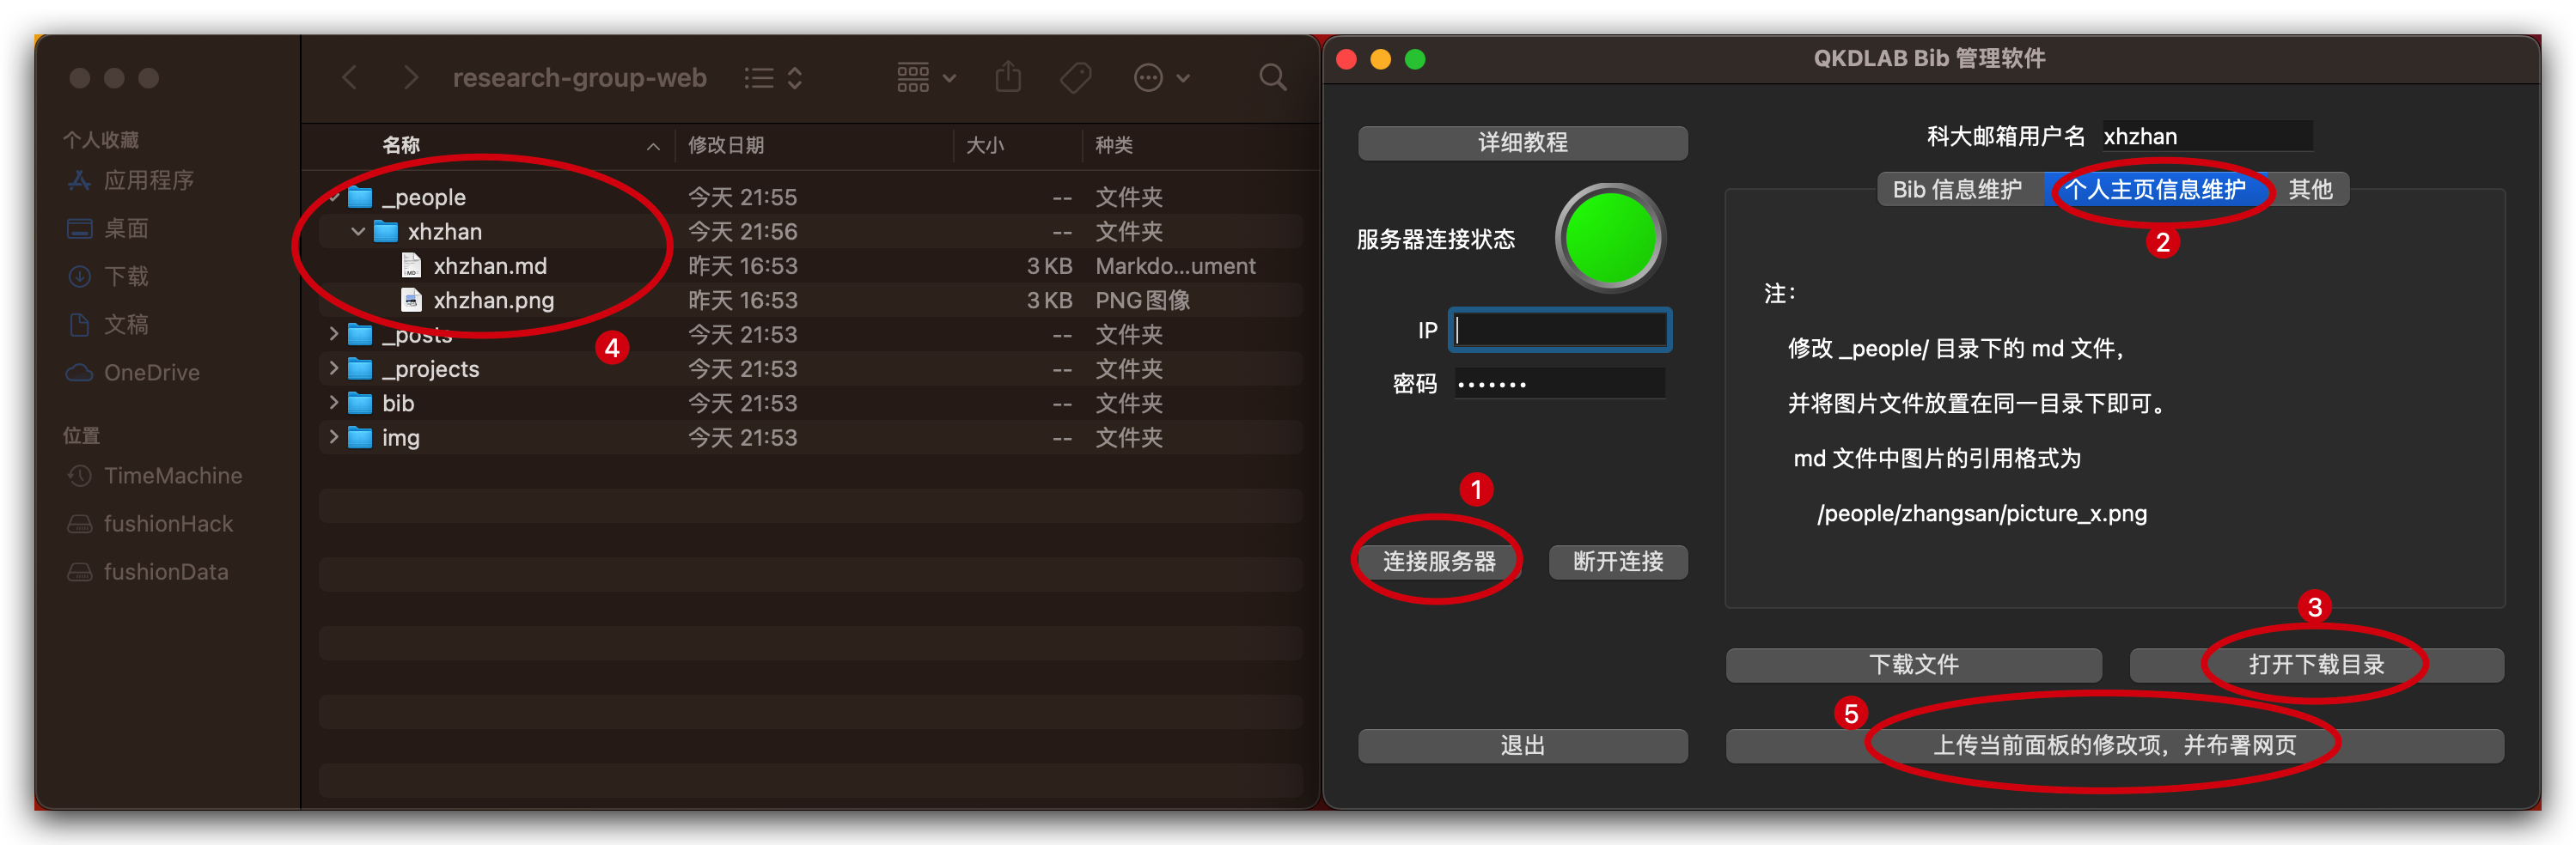 research-group-web
个人收藏
应用程序
桌面
下载
文稿
OneDrive
位置
TimeMachine
fushionHack
fushionData
名称 修改日期 大小 种类
_people 今天 21:55 -- 文件夹
xhzhan 今天 21:56 -- 文件夹
xhzhan.md 昨天 16:53 3 KB Markdo...ument
xhzhan.png 昨天 16:53 3 KB PNG图像
_posts 今天 21:53 -- 文件夹
_projects 今天 21:53 -- 文件夹
bib 今天 21:53 -- 文件夹
img 今天 21:53 -- 文件夹
4
QKDLAB Bib 管理软件
详细教程
科大邮箱用户名 xhzhan
Bib 信息维护 个人主页信息维护 其他
2
服务器连接状态
IP
密码 •••••••
1
连接服务器 断开连接
注：
修改 _people/ 目录下的 md 文件，
并将图片文件放置在同一目录下即可。
md 文件中图片的引用格式为
/people/zhangsan/picture_x.png
3
下载文件 打开下载目录
5
退出 上传当前面板的修改项，并布署网页